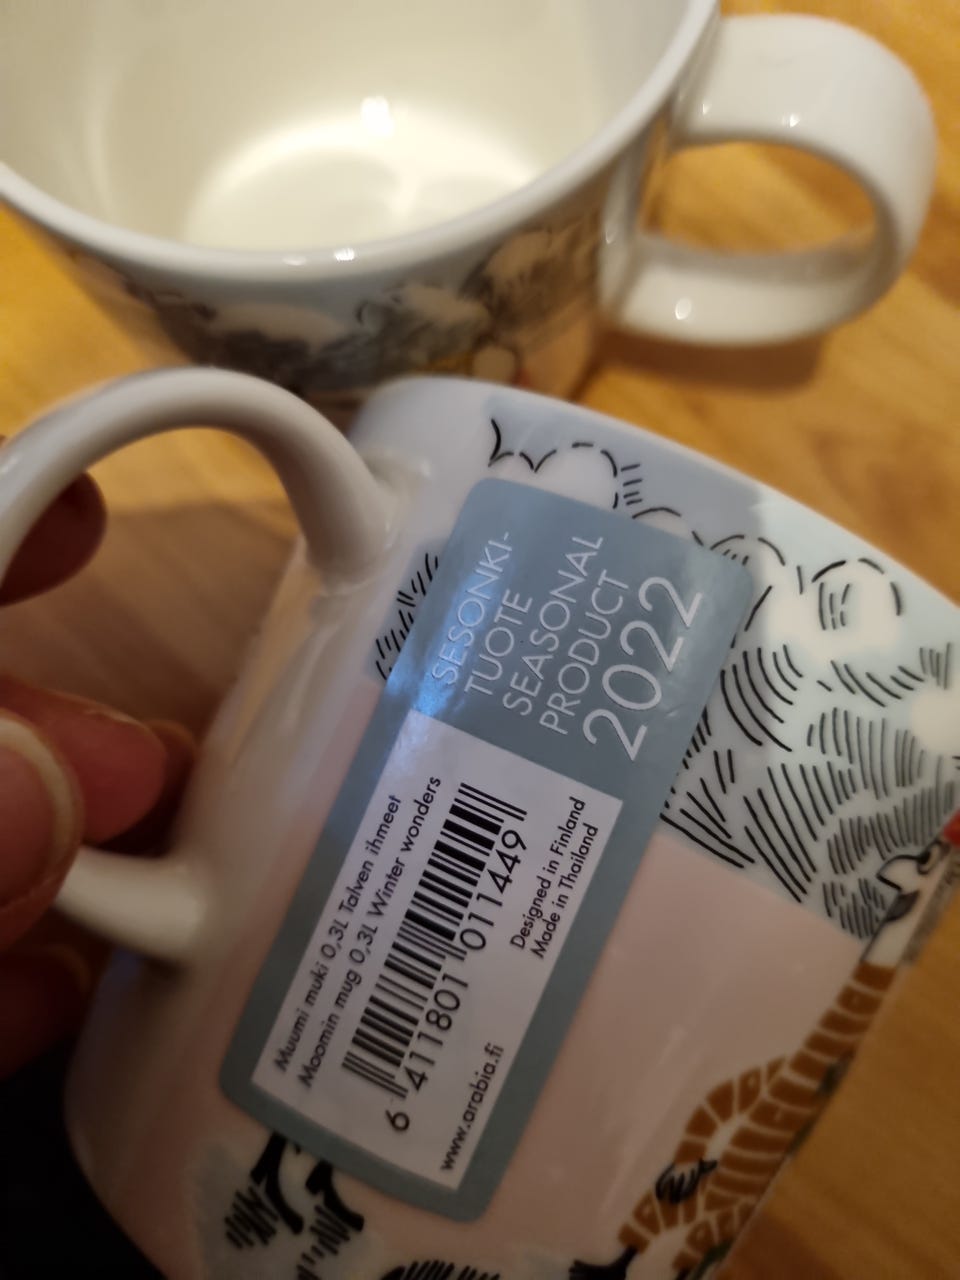 SESONKI-
TUOTE
SEASONAL
PRODUCT
2022
Muumi muki 0,3L Talven ihmeet
Moomin mug 0,3L Winter wonders
6 411801 011449
Designed in Finland
Made in Thailand
www.arabia.fi